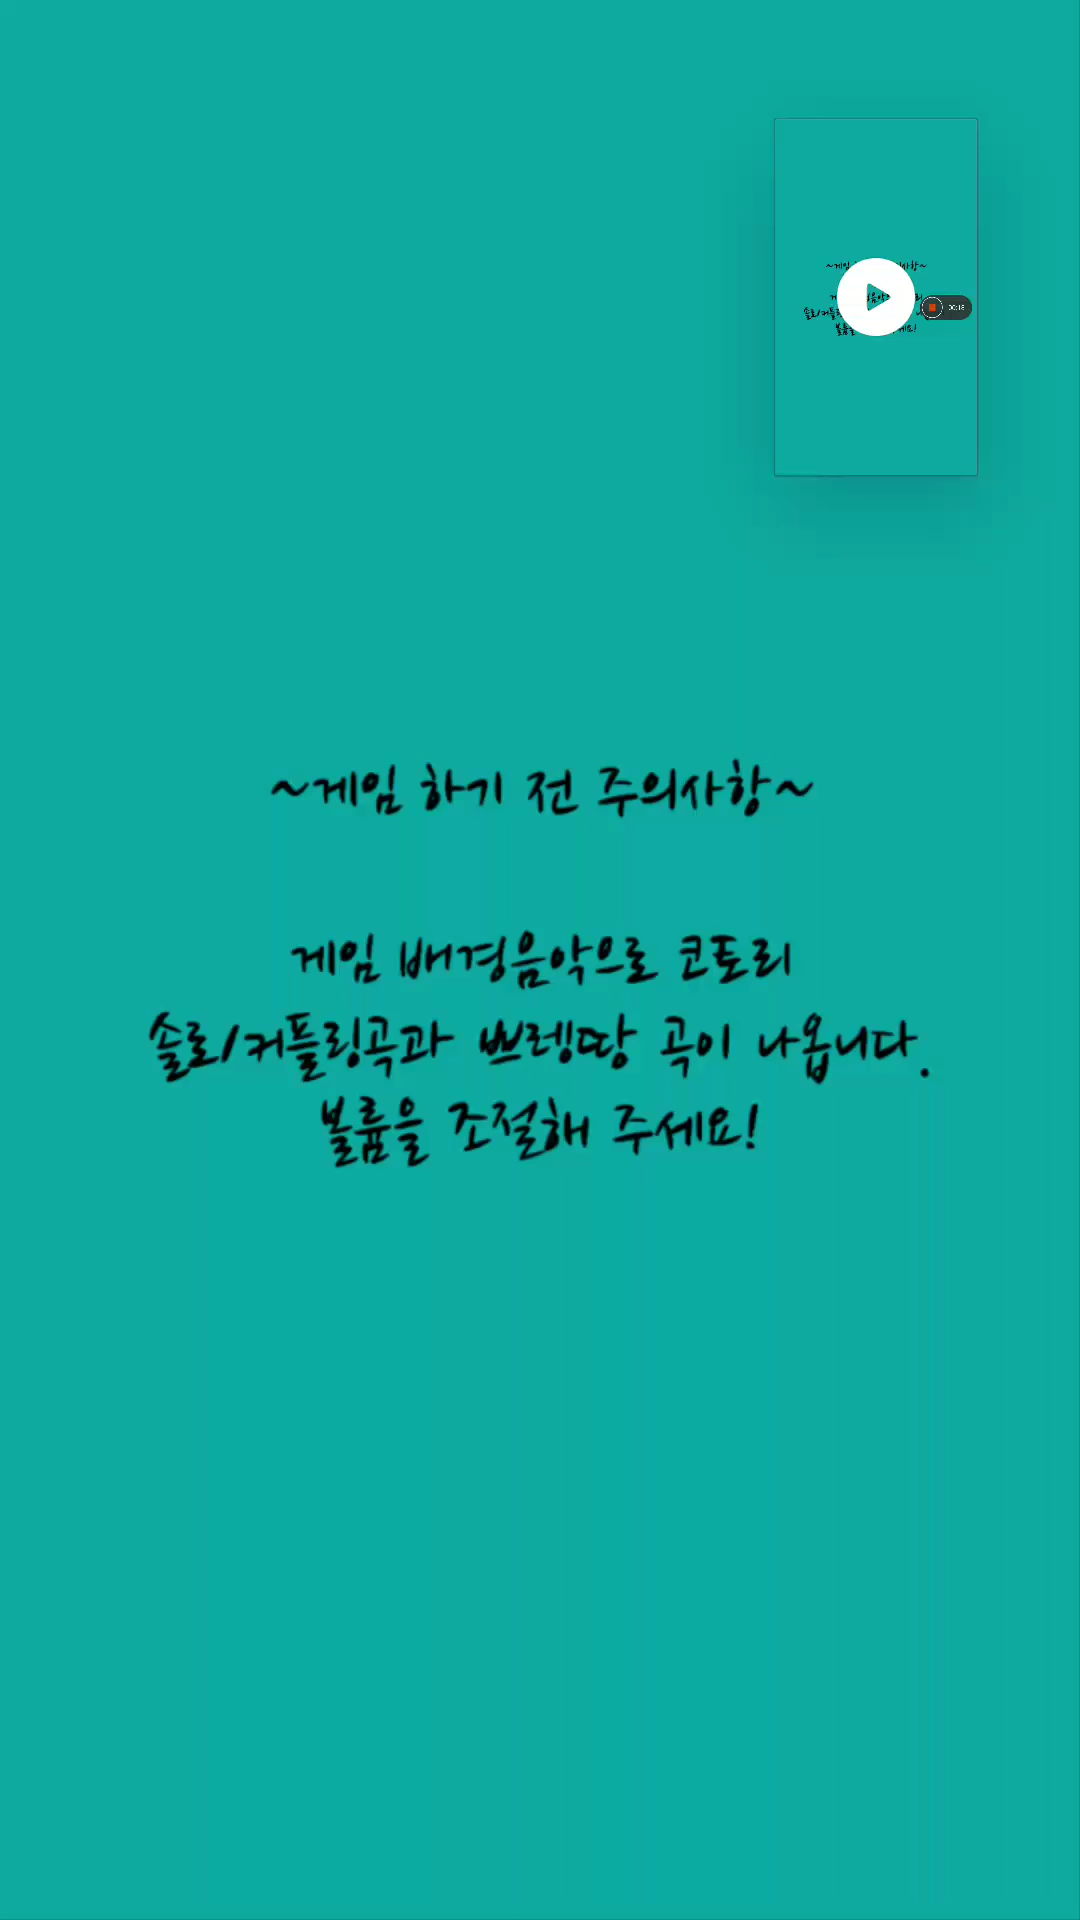 ~게임 하기 전 주의사항~
게임 배경음악으로 코토리
솔로/커플링곡과 쁘렝땅 곡이 나옵니다.
볼륨을 조절해 주세요!
00:18